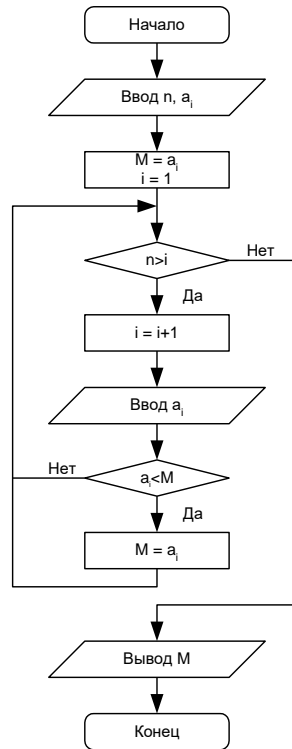 Начало
Ввод n, aᵢ
M = aᵢ
i = 1
n>i
Нет
Да
i = i+1
Ввод aᵢ
Нет
aᵢ<M
Да
M = aᵢ
Вывод M
Конец